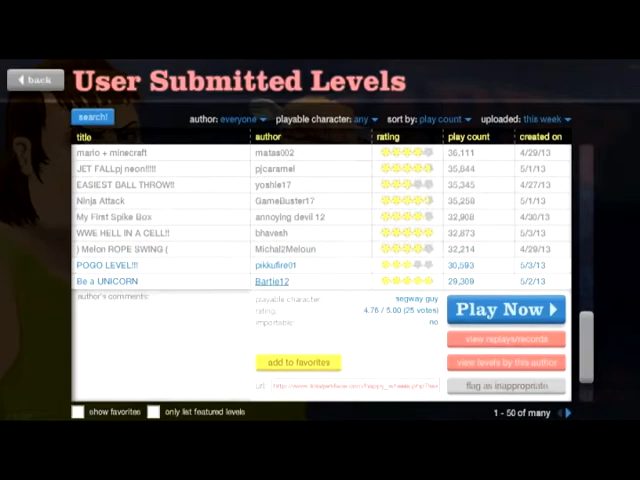 back
User Submitted Levels
search!
author: everyone playable character: any sort by: play count uploaded: this week
title author rating play count created on
mario + minecraft matas002 36,111 4/29/13
JET FALLpj neon!!!!! pjcaramel 35,844 5/1/13
EASIEST BALL THROW!! yoshie17 35,345 4/27/13
Ninja Attack GameBuster17 35,258 5/1/13
My First Spike Box annoying devil 12 32,908 4/30/13
WWE HELL IN A CELL!! bhavesh 32,873 5/3/13
) Melon ROPE SWING ( Michal2Meloun 32,214 4/29/13
POGO LEVEL!!! pikkufire01 30,593 5/3/13
Be a UNICORN Bartie12 29,309 5/2/13
author's comments:
playable character segway guy
rating: 4.76 / 5.00 (25 votes)
importable: no
Play Now
view replays/records
add to favorites
view levels by this author
url:
flag as inappropriate
show favorites only list featured levels
1 - 50 of many